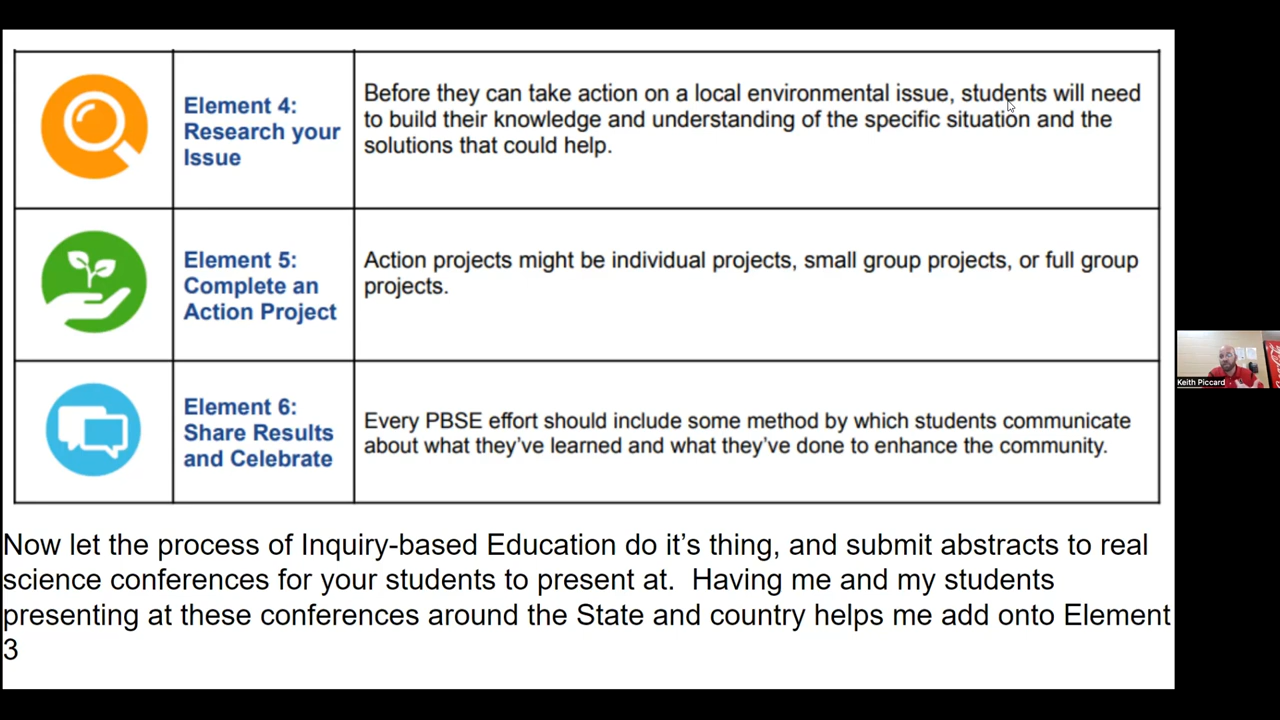 Element 4:
Research your
Issue
Before they can take action on a local environmental issue, students will need
to build their knowledge and understanding of the specific situation and the
solutions that could help.
Element 5:
Complete an
Action Project
Action projects might be individual projects, small group projects, or full group
projects.
Element 6:
Share Results
and Celebrate
Every PBSE effort should include some method by which students communicate
about what they've learned and what they've done to enhance the community.
Now let the process of Inquiry-based Education do it's thing, and submit abstracts to real
science conferences for your students to present at.  Having me and my students
presenting at these conferences around the State and country helps me add onto Element
3
Keith Piccard